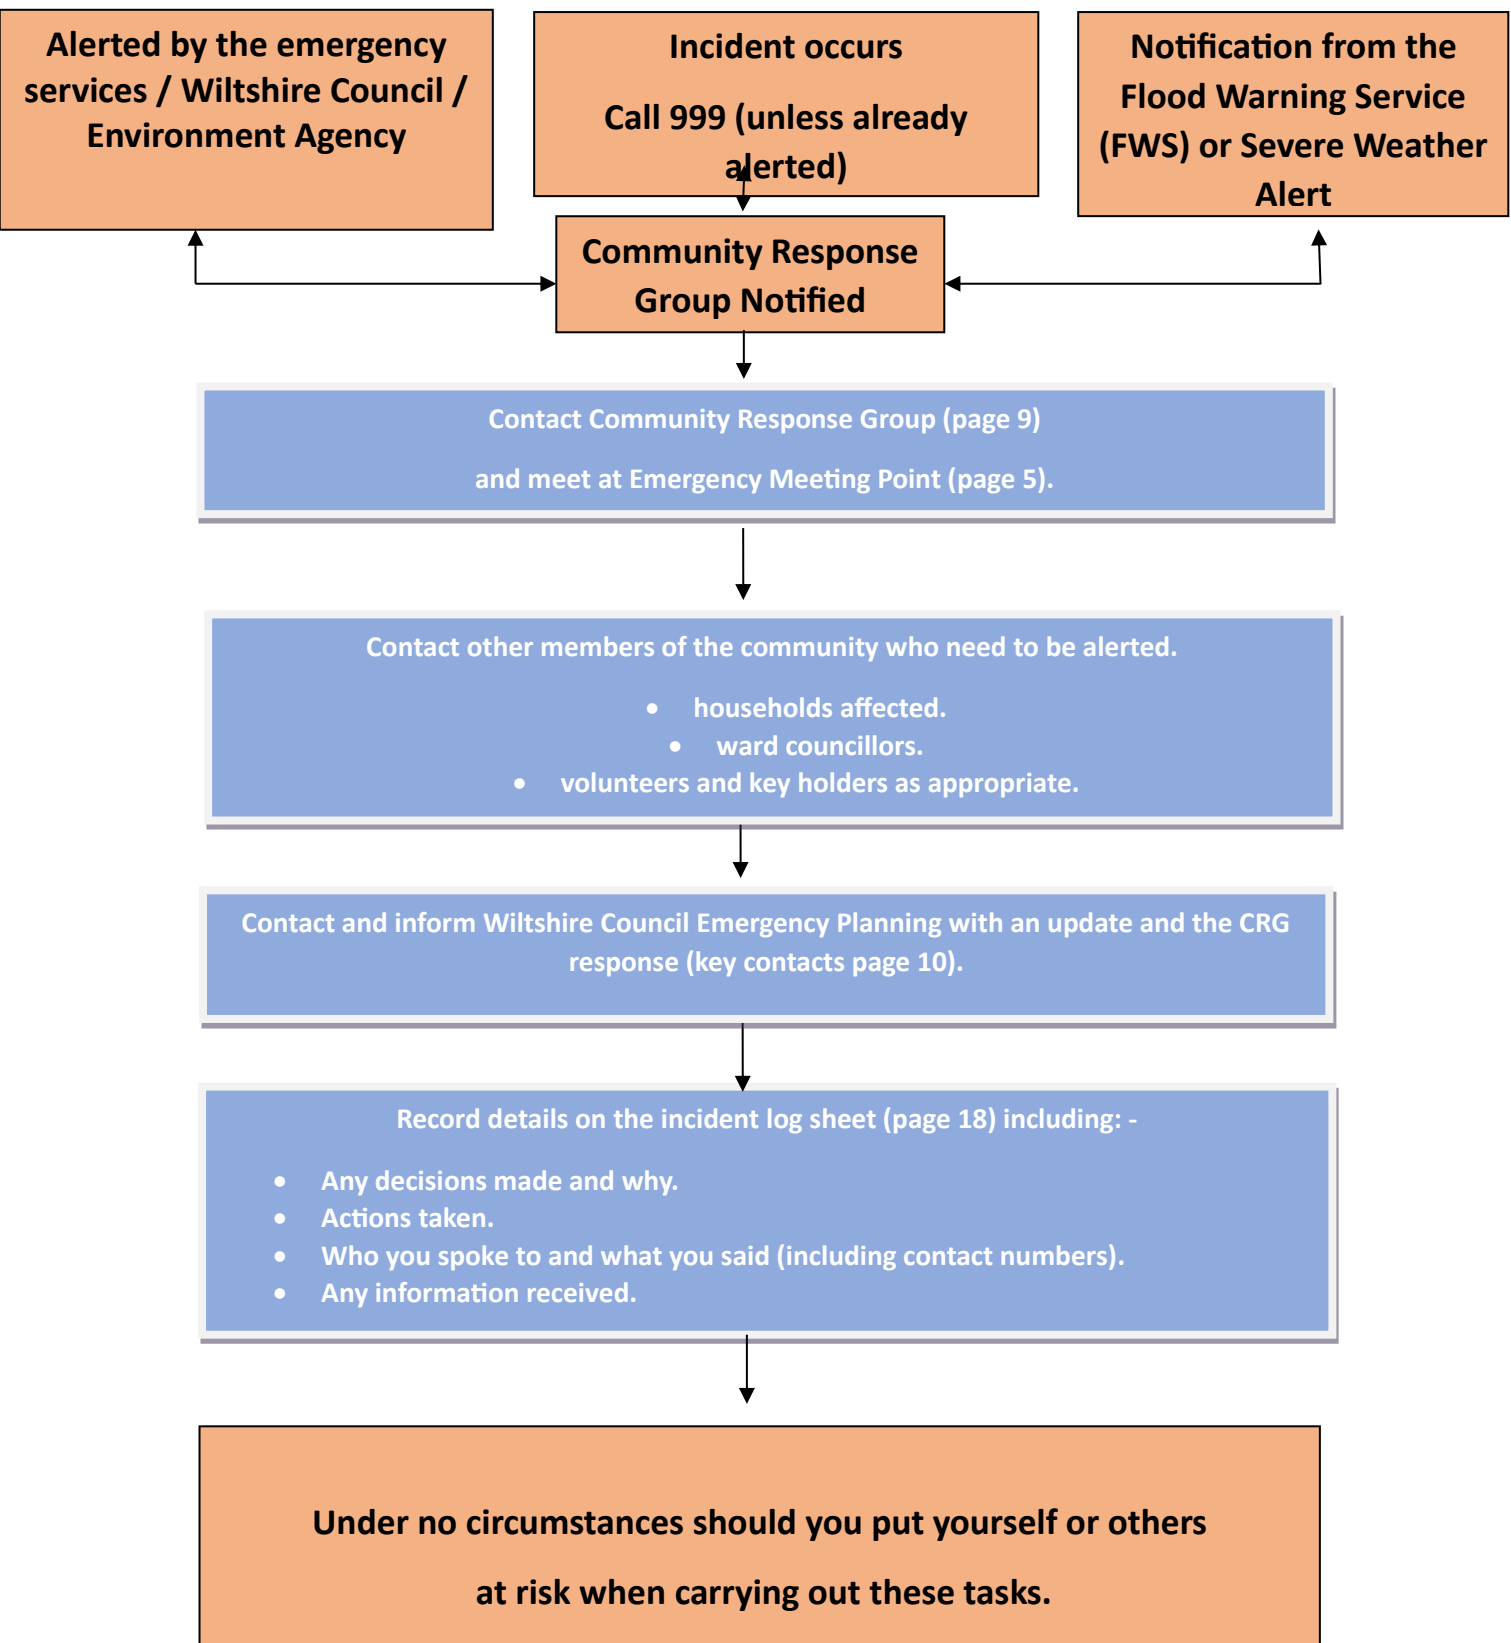 Alerted by the emergency
services / Wiltshire Council /
Environment Agency
Incident occurs
Call 999 (unless already
alerted)
Notification from the
Flood Warning Service
(FWS) or Severe Weather
Alert
Community Response
Group Notified
Contact Community Response Group (page 9)
and meet at Emergency Meeting Point (page 5).
Contact other members of the community who need to be alerted.
• households affected.
• ward councillors.
• volunteers and key holders as appropriate.
Contact and inform Wiltshire Council Emergency Planning with an update and the CRG
response (key contacts page 10).
Record details on the incident log sheet (page 18) including: -
• Any decisions made and why.
• Actions taken.
• Who you spoke to and what you said (including contact numbers).
• Any information received.
Under no circumstances should you put yourself or others
at risk when carrying out these tasks.